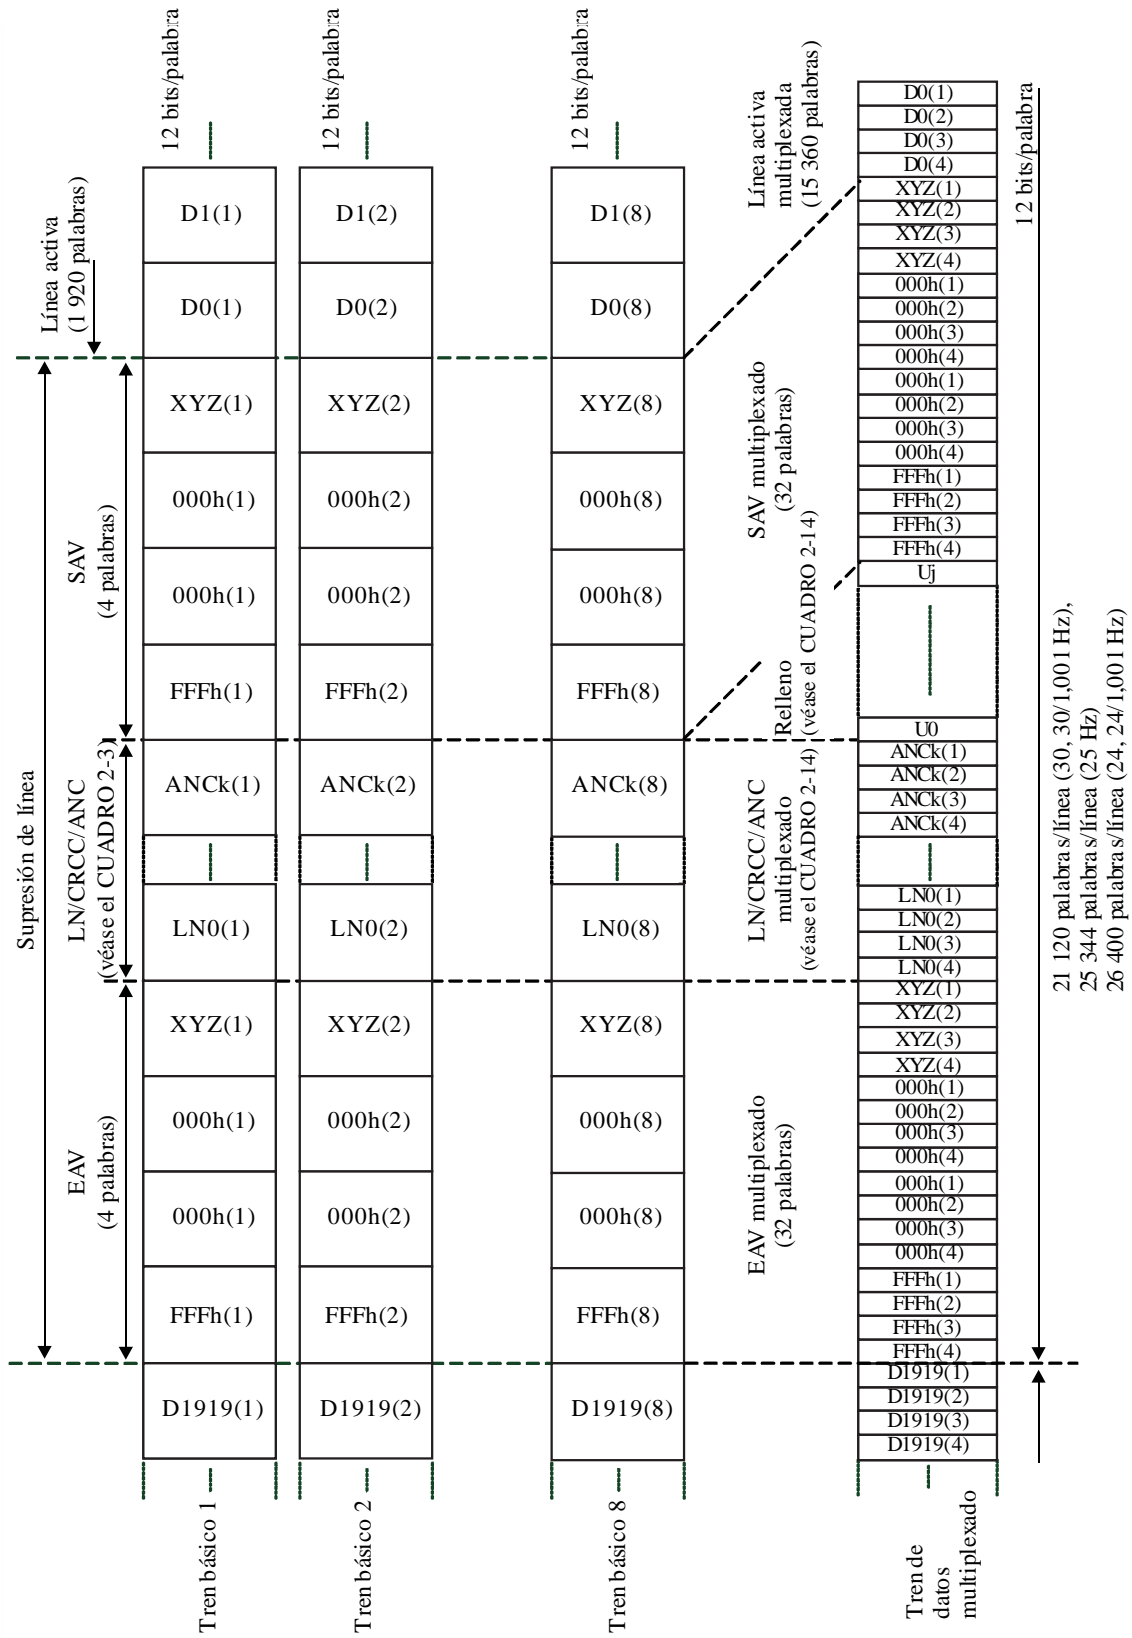 12 bits/palabra
12 bits/palabra
12 bits/palabra
Línea activa
(1 920 palabras)
Línea activa
multiplexada
(15 360 palabras)
12 bits/palabra
D1(1)
D1(2)
D1(8)
D0(1)
D0(2)
D0(8)
XYZ(1)
XYZ(2)
XYZ(8)
000h(1)
000h(2)
000h(8)
000h(1)
000h(2)
000h(8)
FFFh(1)
FFFh(2)
FFFh(8)
ANCk(1)
ANCk(2)
ANCk(8)
LN0(1)
LN0(2)
LN0(8)
XYZ(1)
XYZ(2)
XYZ(8)
000h(1)
000h(2)
000h(8)
000h(1)
000h(2)
000h(8)
FFFh(1)
FFFh(2)
FFFh(8)
D1919(1)
D1919(2)
D1919(8)
Supresión de línea
SAV
(4 palabras)
LN/CRCC/ANC
(véase el CUADRO 2-3)
EAV
(4 palabras)
SAV multiplexado
(32 palabras)
Relleno
(véase el CUADRO 2-14)
LN/CRCC/ANC
multiplexado
(véase el CUADRO 2-14)
EAV multiplexado
(32 palabras)
D0(1)
D0(2)
D0(3)
D0(4)
XYZ(1)
XYZ(2)
XYZ(3)
XYZ(4)
000h(1)
000h(2)
000h(3)
000h(4)
000h(1)
000h(2)
000h(3)
000h(4)
FFFh(1)
FFFh(2)
FFFh(3)
FFFh(4)
Uj
U0
ANCk(1)
ANCk(2)
ANCk(3)
ANCk(4)
LN0(1)
LN0(2)
LN0(3)
LN0(4)
XYZ(1)
XYZ(2)
XYZ(3)
XYZ(4)
000h(1)
000h(2)
000h(3)
000h(4)
000h(1)
000h(2)
000h(3)
000h(4)
FFFh(1)
FFFh(2)
FFFh(3)
FFFh(4)
D1919(1)
D1919(2)
D1919(3)
D1919(4)
21 120 palabras/línea (30, 30/1,001 Hz),
25 344 palabras/línea (25 Hz)
26 400 palabras/línea (24, 24/1,001 Hz)
Tren básico 1
Tren básico 2
Tren básico 8
Tren de
datos
multiplexado